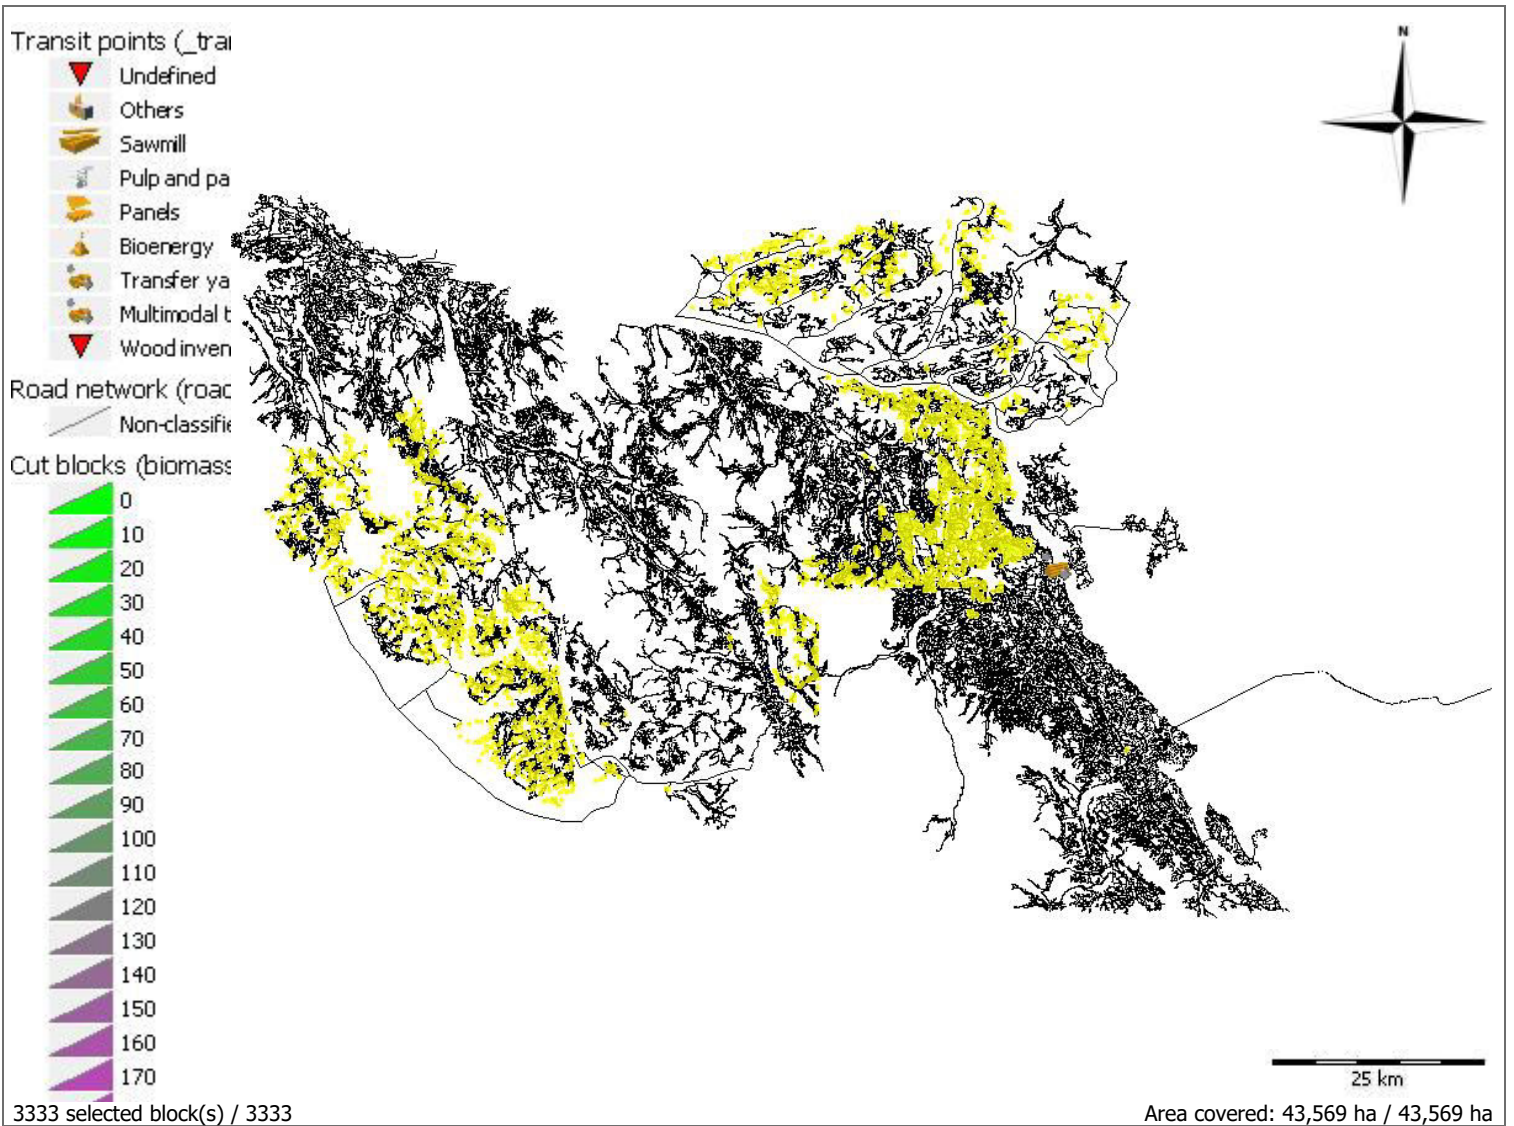 Transit points (_trai
Undefined
Others
Sawmill
Pulp and pa
Panels
Bioenergy
Transfer ya
Multimodal t
Wood inven
Road network (road
Non-classifie
Cut blocks (biomass
0
10
20
30
40
50
60
70
80
90
100
110
120
130
140
150
160
170
N
25 km
3333 selected block(s) / 3333
Area covered: 43,569 ha / 43,569 ha